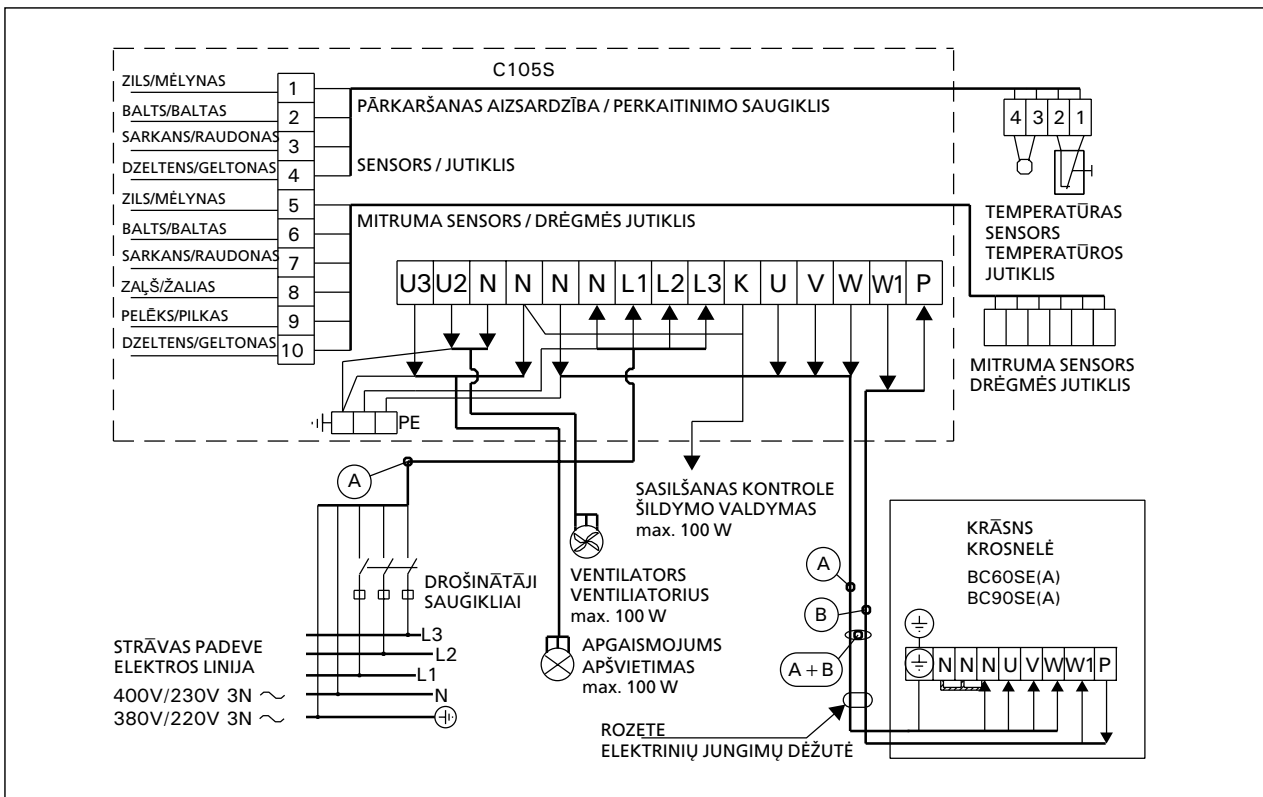 C105S
ZILS/MĖLYNAS 1
BALTS/BALTAS 2
SARKANS/RAUDONAS 3
DZELTENS/GELTONAS 4
ZILS/MĖLYNAS 5
BALTS/BALTAS 6
SARKANS/RAUDONAS 7
ZAĻŠ/ŽALIAS 8
PELĒKS/PILKAS 9
DZELTENS/GELTONAS 10
PĀRKARŠANAS AIZSARDZĪBA / PERKAITINIMO SAUGIKLIS
SENSORS / JUTIKLIS
MITRUMA SENSORS / DRĖGMĖS JUTIKLIS
4 3 2 1
TEMPERATŪRAS
SENSORS
TEMPERATŪROS
JUTIKLIS
U3 U2 N N N N L1 L2 L3 K U V W W1 P
MITRUMA SENSORS
DRĖGMĖS JUTIKLIS
PE
A
SASILŠANAS KONTROLE
ŠILDYMO VALDYMAS
max. 100 W
VENTILATORS
VENTILIATORIUS
max. 100 W
APGAISMOJUMS
APŠVIETIMAS
max. 100 W
DROŠINĀTĀJI
SAUGIKLIAI
STRĀVAS PADEVE
ELEKTROS LINIJA
400V/230V 3N ~
380V/220V 3N ~
L3
L2
L1
N
A
B
A + B
ROZETE
ELEKTRINIŲ JUNGIMŲ DĖŽUTĖ
KRĀSNS
KROSNELĖ
BC60SE(A)
BC90SE(A)
N N N U V W W1 P